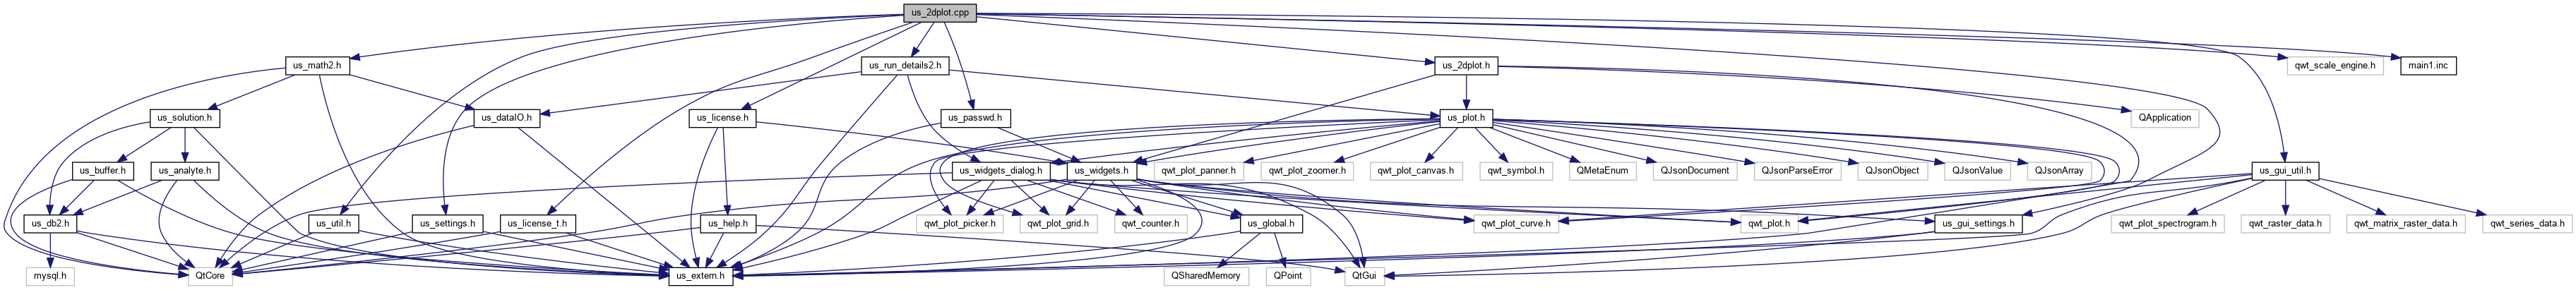 us_2dplot.cpp
us_math2.h
us_run_details2.h
us_2dplot.h
qwt_scale_engine.h
main1.inc
us_solution.h
us_dataIO.h
us_license.h
us_passwd.h
us_plot.h
QApplication
us_buffer.h
us_analyte.h
us_widgets_dialog.h
us_widgets.h
qwt_plot_panner.h
qwt_plot_zoomer.h
qwt_plot_canvas.h
qwt_symbol.h
QMetaEnum
QJsonDocument
QJsonParseError
QJsonObject
QJsonValue
QJsonArray
us_gui_util.h
us_db2.h
us_util.h
us_settings.h
us_license_t.h
us_help.h
qwt_plot_picker.h
qwt_plot_grid.h
qwt_counter.h
us_global.h
qwt_plot_curve.h
qwt_plot.h
us_gui_settings.h
qwt_plot_spectrogram.h
qwt_raster_data.h
qwt_matrix_raster_data.h
qwt_series_data.h
mysql.h
QtCore
us_extern.h
QSharedMemory
QPoint
QtGui